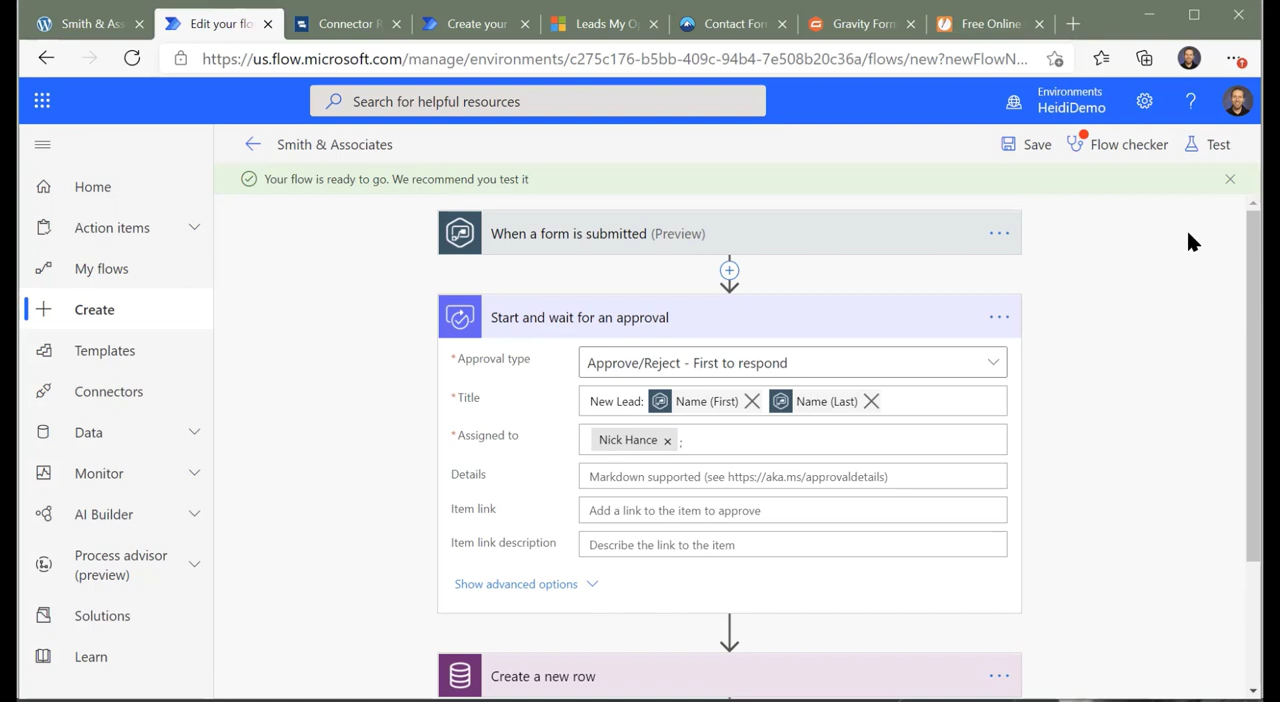 Smith & Ass
Edit your flo
Connector R
Create your
Leads My O
Contact For
Gravity Form
Free Online
https://us.flow.microsoft.com/manage/environments/c275c176-b5bb-409c-94b4-7e508b20c36a/flows/new?newFlowN...
Search for helpful resources
Environments
HeidiDemo
Smith & Associates
Save
Flow checker
Test
Your flow is ready to go. We recommend you test it
Home
Action items
My flows
Create
Templates
Connectors
Data
Monitor
AI Builder
Process advisor
(preview)
Solutions
Learn
When a form is submitted (Preview)
Start and wait for an approval
* Approval type
Approve/Reject - First to respond
* Title
New Lead: Name (First) Name (Last)
* Assigned to
Nick Hance × ;
Details
Markdown supported (see https://aka.ms/approvaldetails)
Item link
Add a link to the item to approve
Item link description
Describe the link to the item
Show advanced options
Create a new row